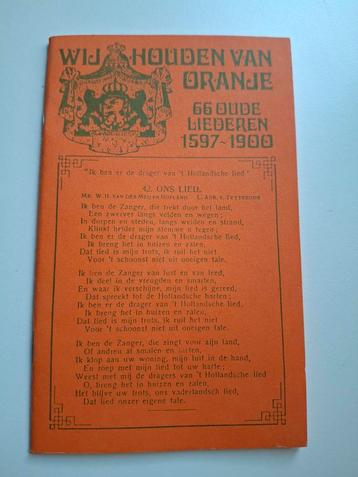 WIJ HOUDEN VAN
ORANJE
66 OUDE
LIEDEREN
1597~1900
"Ik ben er de drager van 't Hollandsche lied"
42. ONS LIED.
Ik ben de Zanger, die trekt door het land,
Een zwerver langs velden en wegen;
In dorpen en steden, langs weiden en strand,
Klinkt helder mijn stemme u tegen;
Ik ben er de drager van 't Hollandsche lied,
Ik breng het in huizen en zalen,
Dat lied is mijn trots, ik ruil het niet
Voor 't schoonst niet uit ooreigen tale.
Ik ben de Zanger van lust en van leed,
Ik deel in de vreugden en smarten,
En waar ik verschijne, mijn lied is gereed,
Dat spreekt tot de Hollandsche harten;
Ik ben er de drager van 't Hollandsche lied,
Ik breng het in huizen en zalen,
Dat lied is mijn trots, ik ruil het niet
Voor 't schoonst niet uit eigen tale.
Ik ben de Zanger, die zingt voor zijn land,
Of andren at smalen en sarten,
Ik klop aan uw woning, mijn luit in de hand,
En roep met mijn lied tot uw harte;
Weest met mij de dragers van 't Hollandsche lied
O, breng het in huizen en zalen,
Het blijve uw trots, ons vaderlandsch lied,
Dat lied onzer eigene tale.